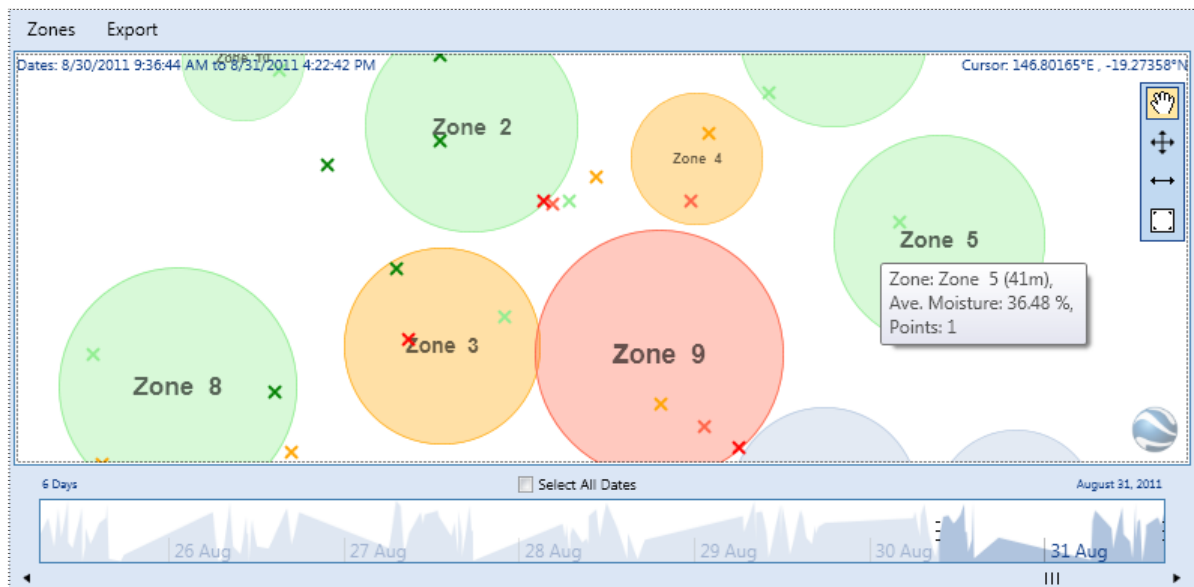 Zones Export
Dates: 8/30/2011 9:36:44 AM to 8/31/2011 4:22:42 PM
Cursor: 146.80165°E , -19.27358°N
Zone 10
Zone 2
Zone 4
Zone 5
Zone: Zone 5 (41m),
Ave. Moisture: 36.48 %,
Points: 1
Zone 3
Zone 9
Zone 8
6 Days
Select All Dates
August 31, 2011
26 Aug
27 Aug
28 Aug
29 Aug
30 Aug
31 Aug